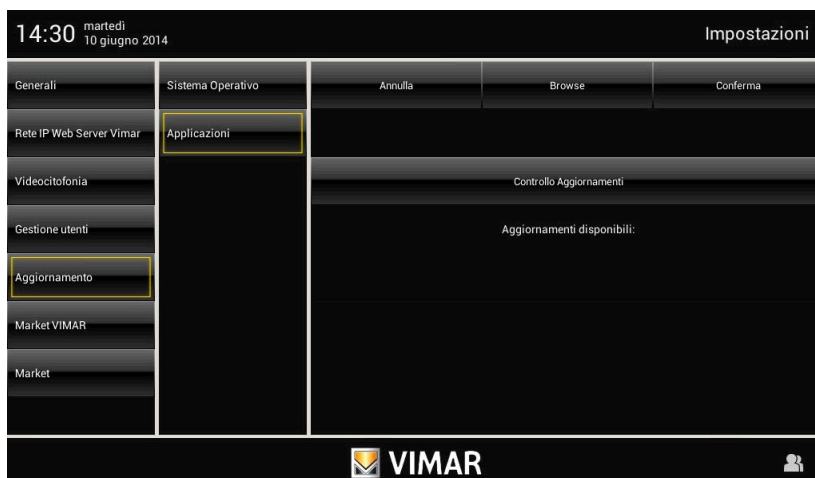 14:30
martedì
10 giugno 2014
Impostazioni
Generali
Sistema Operativo
Annulla
Browse
Conferma
Rete IP Web Server Vimar
Applicazioni
Videocitofonia
Controllo Aggiornamenti
Gestione utenti
Aggiornamenti disponibili:
Aggiornamento
Market VIMAR
Market
VIMAR